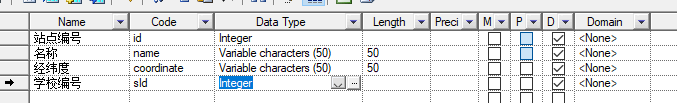 Name Code Data Type Length Preci M P D Domain
站点编号 id Integer <None>
名称 name Variable characters (50) 50 <None>
经纬度 coordinate Variable characters (50) 50 <None>
学校编号 sId Integer ... <None>